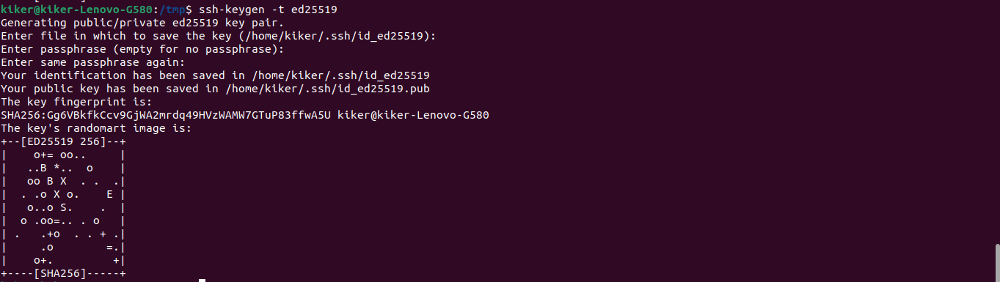 kiker@kiker-Lenovo-G580:/tmp$ ssh-keygen -t ed25519
Generating public/private ed25519 key pair.
Enter file in which to save the key (/home/kiker/.ssh/id_ed25519):
Enter passphrase (empty for no passphrase):
Enter same passphrase again:
Your identification has been saved in /home/kiker/.ssh/id_ed25519
Your public key has been saved in /home/kiker/.ssh/id_ed25519.pub
The key fingerprint is:
SHA256:Gg6VBkfkCcv9GjWA2mrdq49HVzWAMW7GTuP83ffwA5U kiker@kiker-Lenovo-G580
The key's randomart image is:
+--[ED25519 256]--+
|    o+= oo..     |
|   ..B *..  o    |
|   oo B X  . .  .|
|  . .o X o.    E |
|   o..o S.    .  |
|  o .oo=.. . o   |
| .   .+o  . . + .|
|     .o        =.|
|    o+.         +|
+----[SHA256]-----+